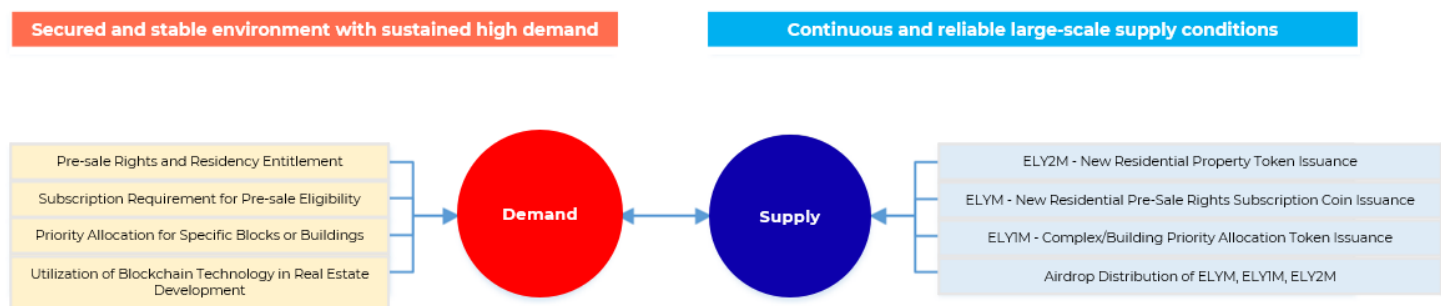 Secured and stable environment with sustained high demand
Continuous and reliable large-scale supply conditions
Pre-sale Rights and Residency Entitlement
Subscription Requirement for Pre-sale Eligibility
Priority Allocation for Specific Blocks or Buildings
Utilization of Blockchain Technology in Real Estate
Development
Demand
Supply
ELY2M - New Residential Property Token Issuance
ELYM - New Residential Pre-Sale Rights Subscription Coin Issuance
ELY1M - Complex/Building Priority Allocation Token Issuance
Airdrop Distribution of ELYM, ELY1M, ELY2M